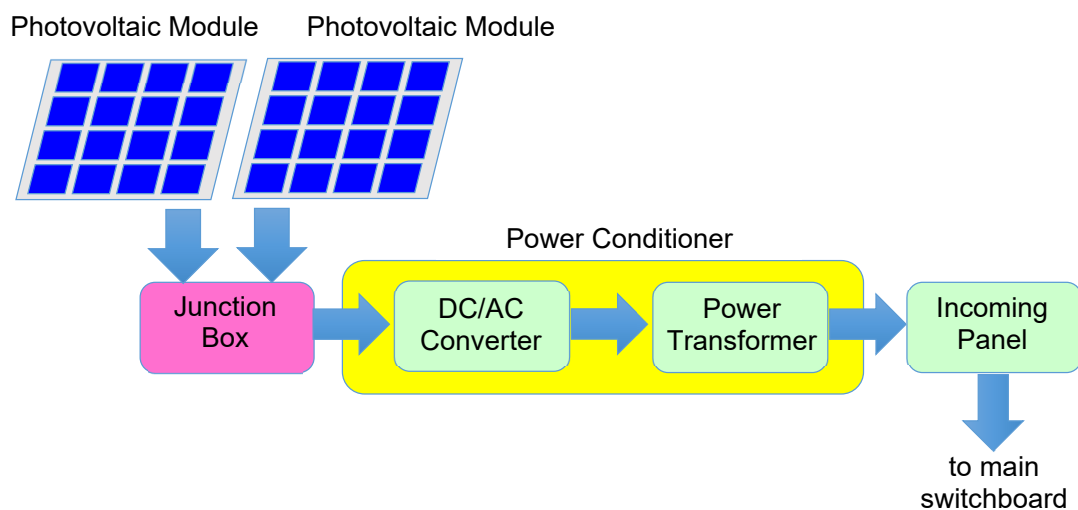 Photovoltaic Module
Photovoltaic Module
Power Conditioner
Junction
Box
DC/AC
Converter
Power
Transformer
Incoming
Panel
to main
switchboard